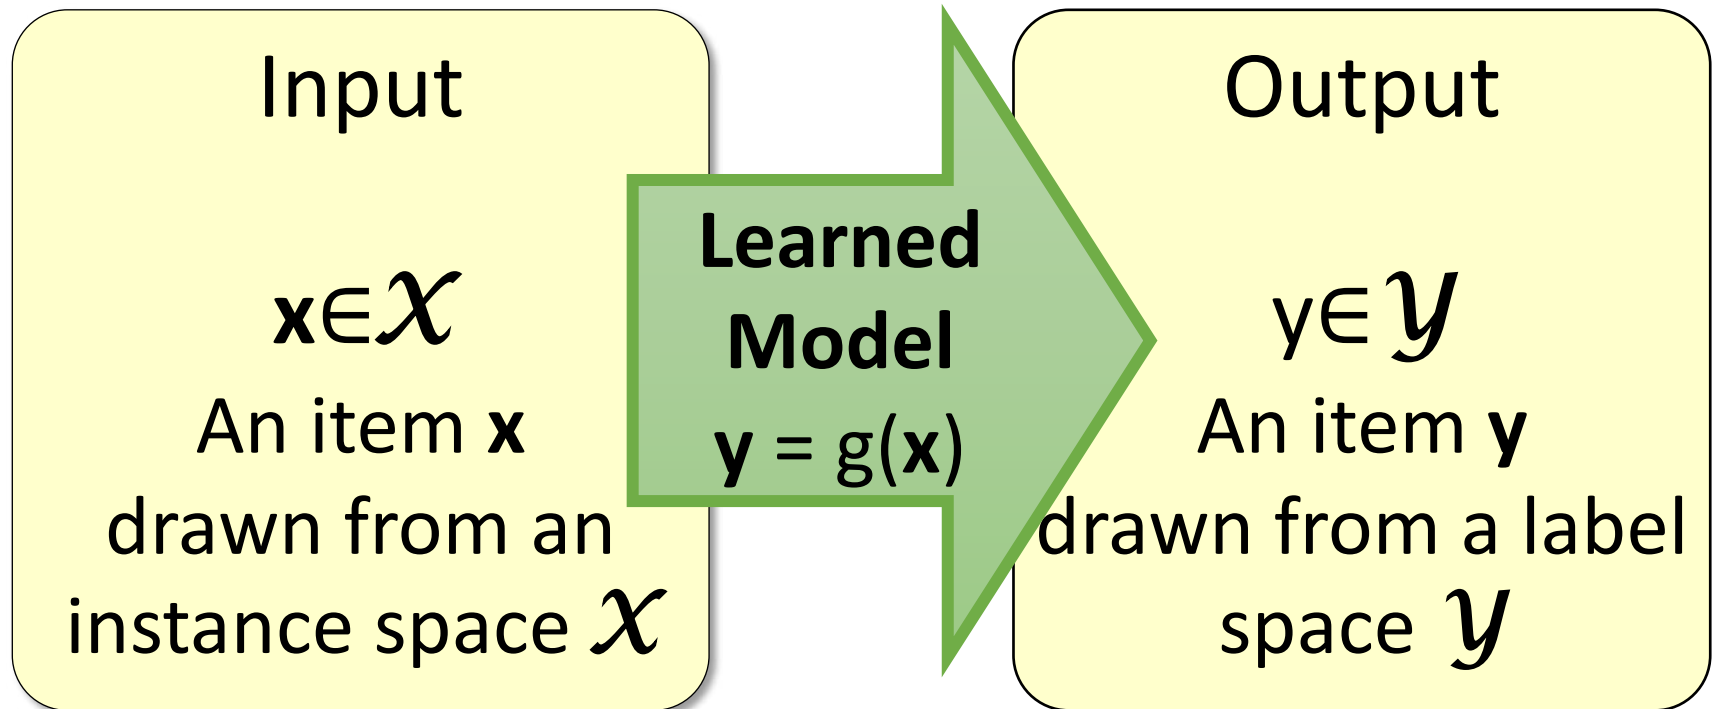 Input
𝐱∈𝒳
An item 𝐱
drawn from an
instance space 𝒳
Learned
Model
𝐲 = g(𝐱)
Output
y∈𝒴
An item 𝐲
drawn from a label
space 𝒴